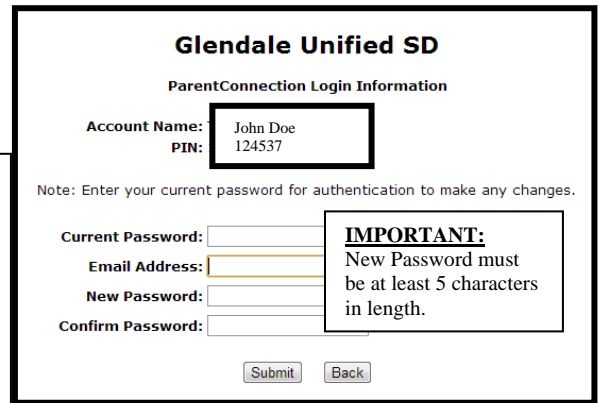 Glendale Unified SD
ParentConnection Login Information
Account Name: John Doe
PIN: 124537
Note: Enter your current password for authentication to make any changes.
Current Password:
Email Address:
New Password:
Confirm Password:
IMPORTANT:
New Password must
be at least 5 characters
in length.
Submit Back